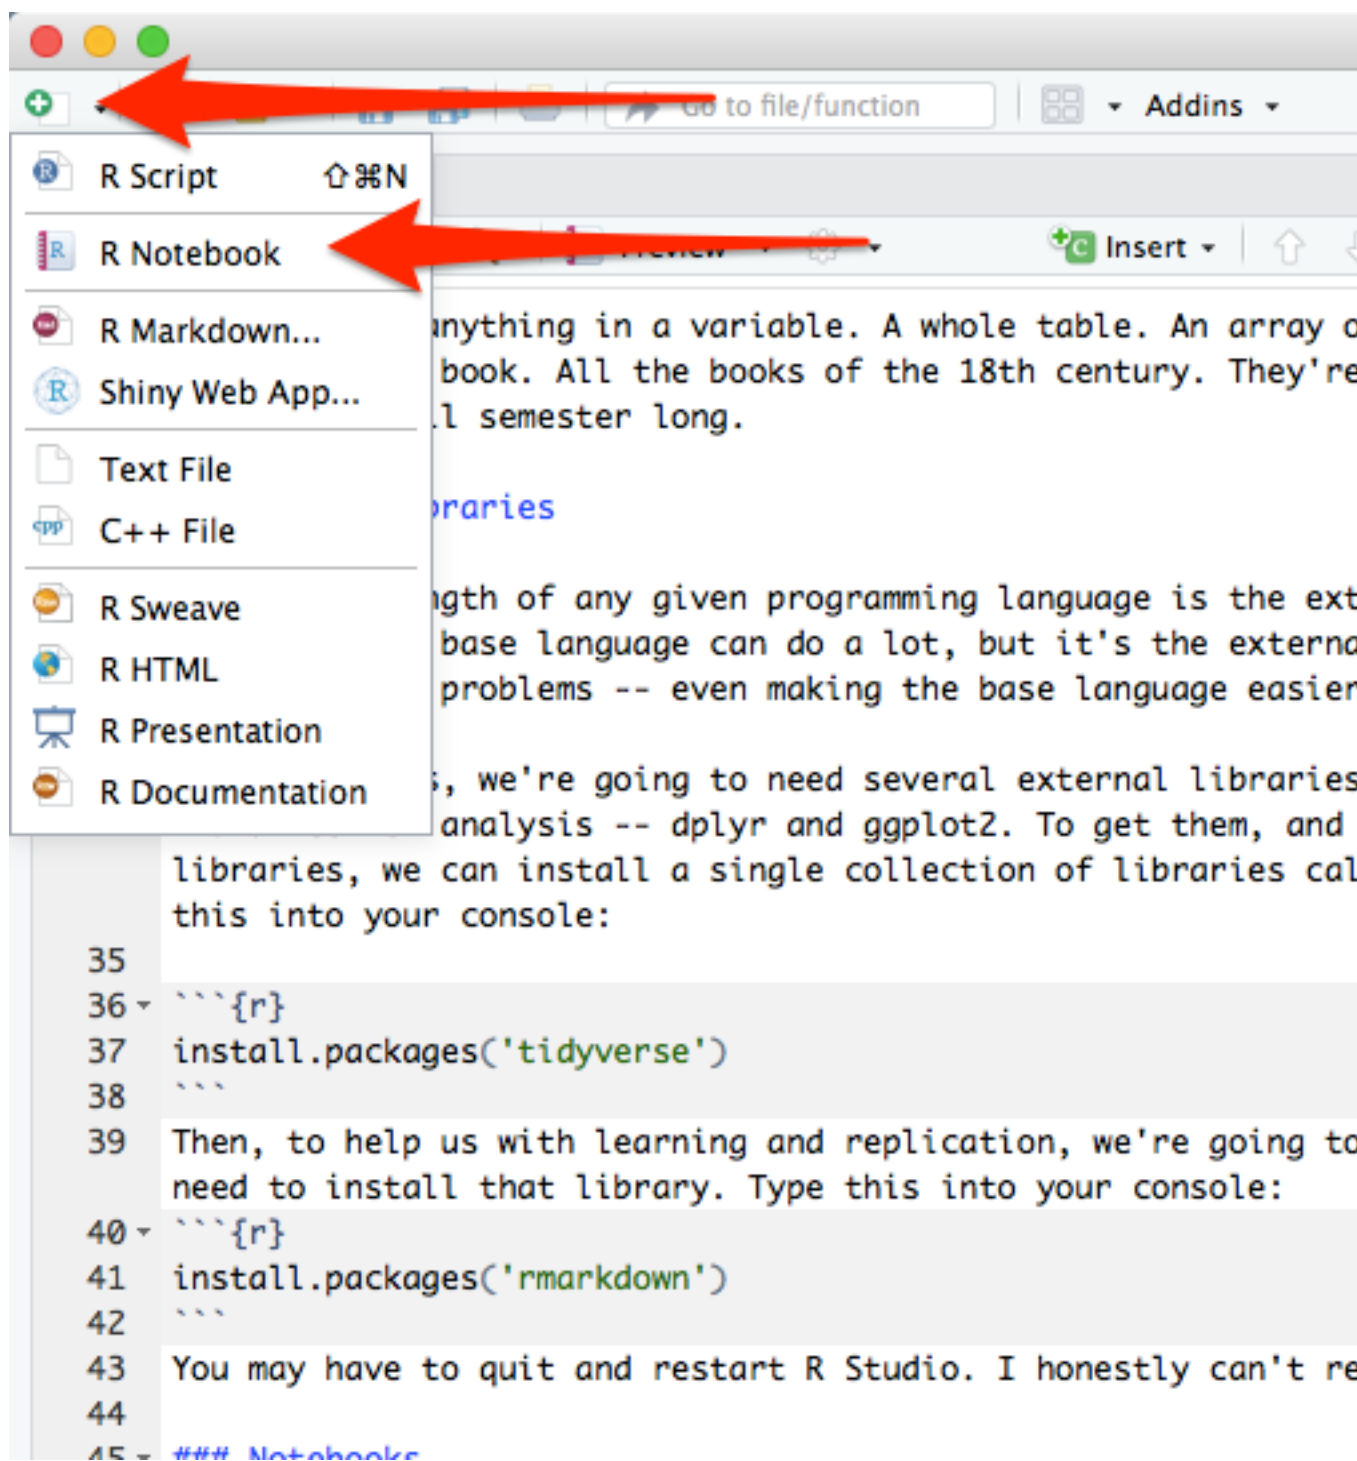 Go to file/function
Addins
R Script ⇧⌘N
R Notebook
Preview
Insert
R Markdown...
Shiny Web App...
Text File
C++ File
R Sweave
R HTML
R Presentation
R Documentation
anything in a variable. A whole table. An array
book. All the books of the 18th century. They're
semester long.
of any given programming language is the
base language can do a lot, but it's the
problems -- even making the base language easier
, we're going to need several external libraries
analysis -- dplyr and ggplot2. To get them, and
libraries, we can install a single collection of libraries
this into your console:
35
36 ```{r}
37 install.packages('tidyverse')
38 ```
39 Then, to help us with learning and replication, we're going to
need to install that library. Type this into your console:
40 ```{r}
41 install.packages('rmarkdown')
42 ```
43 You may have to quit and restart R Studio. I honestly can't
44
45 ### Notebooks